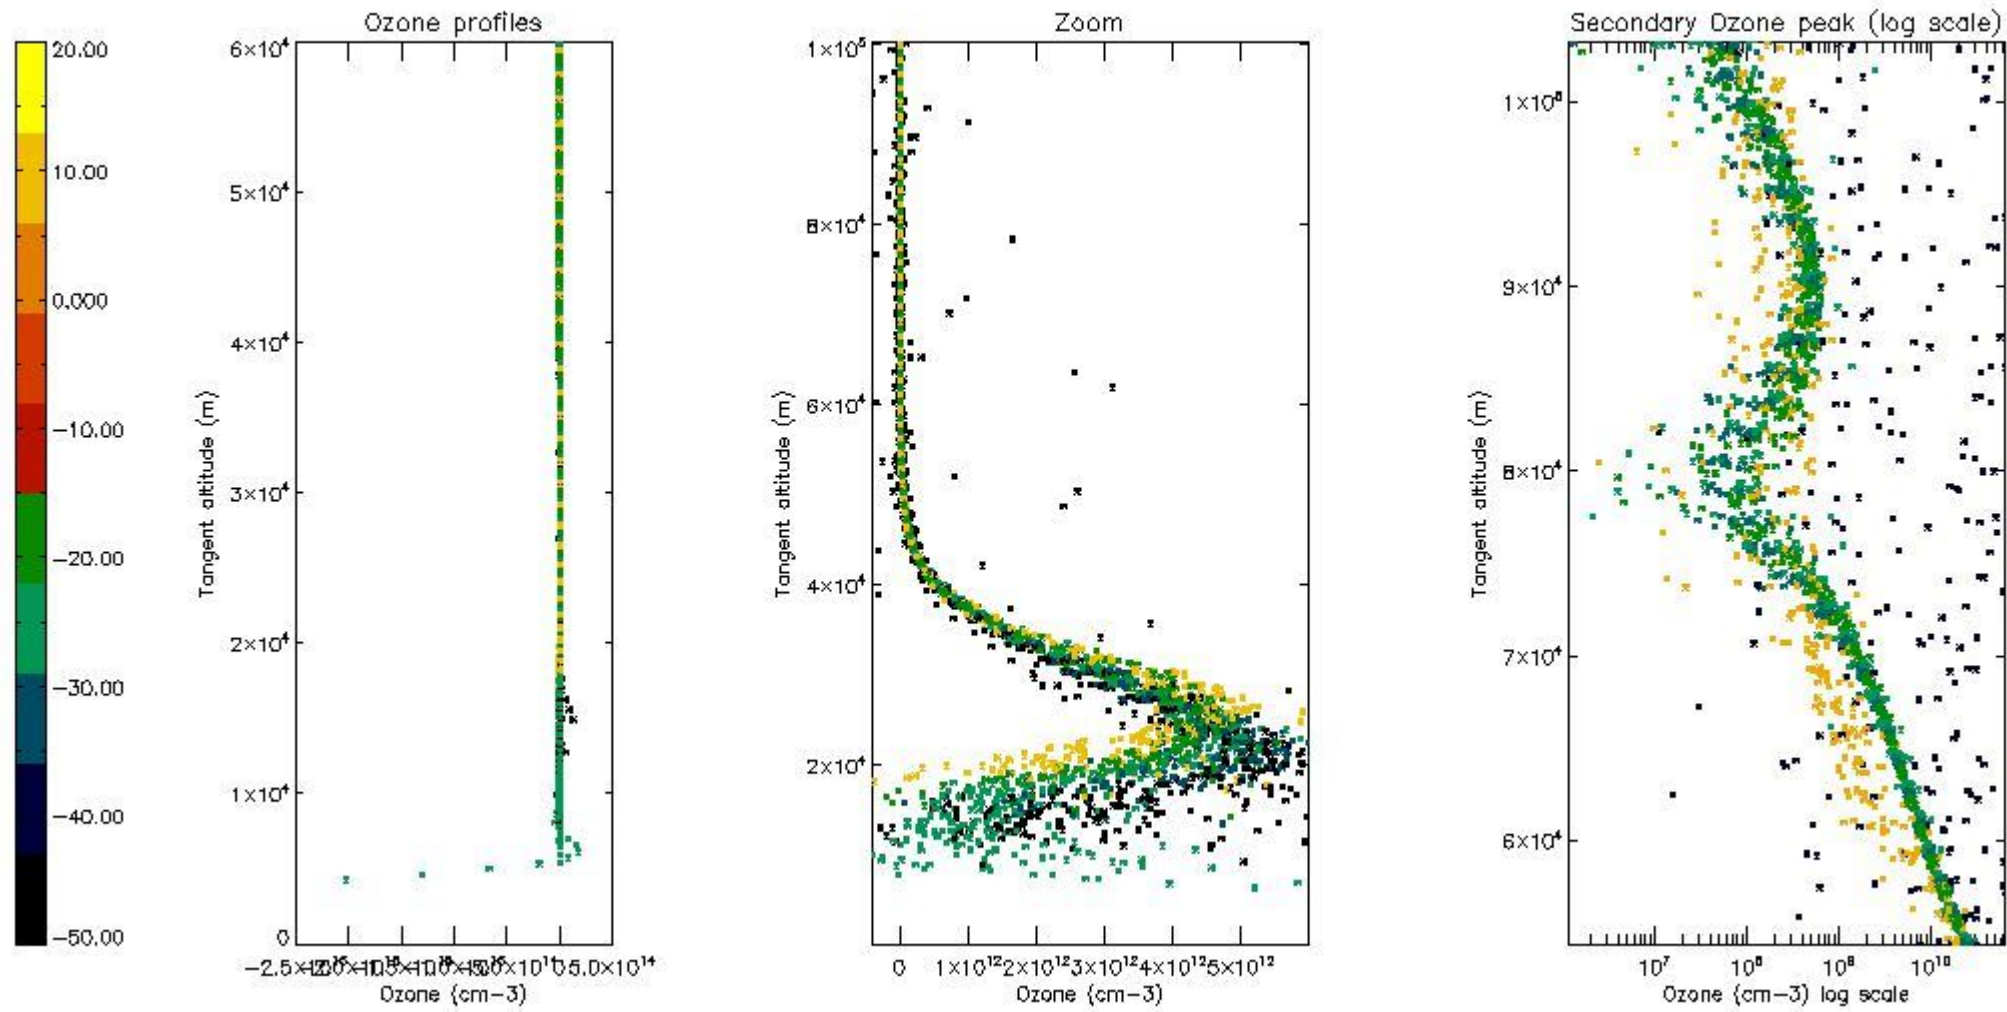 Ozone profiles
Zoom
Secondary Ozone peak (log scale)
20.00
10.00
0.000
-10.00
-20.00
-30.00
-40.00
-50.00
6×10⁴
5×10⁴
4×10⁴
3×10⁴
2×10⁴
1×10⁴
0
Tangent altitude (m)
5.0×10¹⁴
Ozone (cm-3)
1×10⁵
8×10⁴
6×10⁴
4×10⁴
2×10⁴
Tangent altitude (m)
0 1×10¹² 2×10¹² 3×10¹² 4×10¹² 5×10¹²
Ozone (cm-3)
1×10⁵
9×10⁴
8×10⁴
7×10⁴
6×10⁴
Tangent altitude (m)
10⁷ 10⁸ 10⁹ 10¹⁰
Ozone (cm-3) log scale